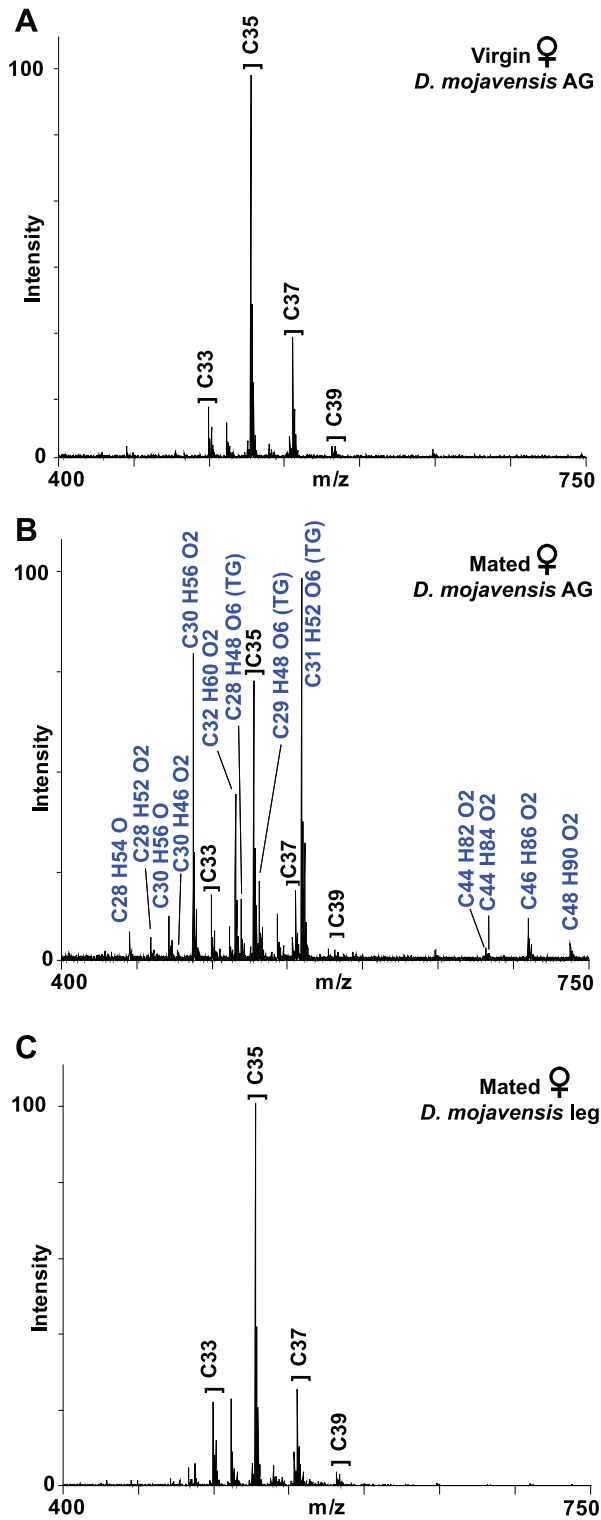 A
Virgin ♀
D. mojavensis AG
100
Intensity
0
] C33
] C35
] C37
] C39
400
m/z
750
B
Mated ♀
D. mojavensis AG
100
Intensity
0
C28 H54 O
C28 H52 O2
C30 H56 O
C30 H46 O2
C30 H56 O2
]C33
C32 H60 O2
C28 H48 O6 (TG)
]C35
C29 H48 O6 (TG)
]C37
C31 H52 O6 (TG)
]C39
C44 H82 O2
C44 H84 O2
C46 H86 O2
C48 H90 O2
400
m/z
750
C
Mated ♀
D. mojavensis leg
100
Intensity
0
] C33
] C35
] C37
] C39
400
m/z
750